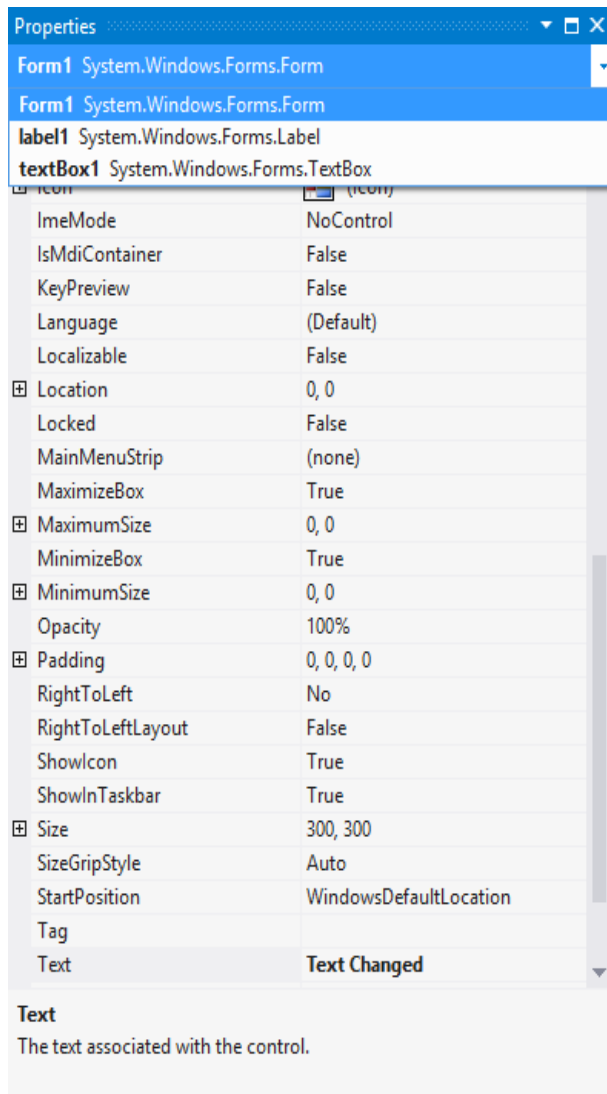 Properties
Form1 System.Windows.Forms.Form
Form1 System.Windows.Forms.Form
label1 System.Windows.Forms.Label
textBox1 System.Windows.Forms.TextBox
Icon (Icon)
ImeMode NoControl
IsMdiContainer False
KeyPreview False
Language (Default)
Localizable False
Location 0, 0
Locked False
MainMenuStrip (none)
MaximizeBox True
MaximumSize 0, 0
MinimizeBox True
MinimumSize 0, 0
Opacity 100%
Padding 0, 0, 0, 0
RightToLeft No
RightToLeftLayout False
ShowIcon True
ShowInTaskbar True
Size 300, 300
SizeGripStyle Auto
StartPosition WindowsDefaultLocation
Tag
Text Text Changed
Text
The text associated with the control.